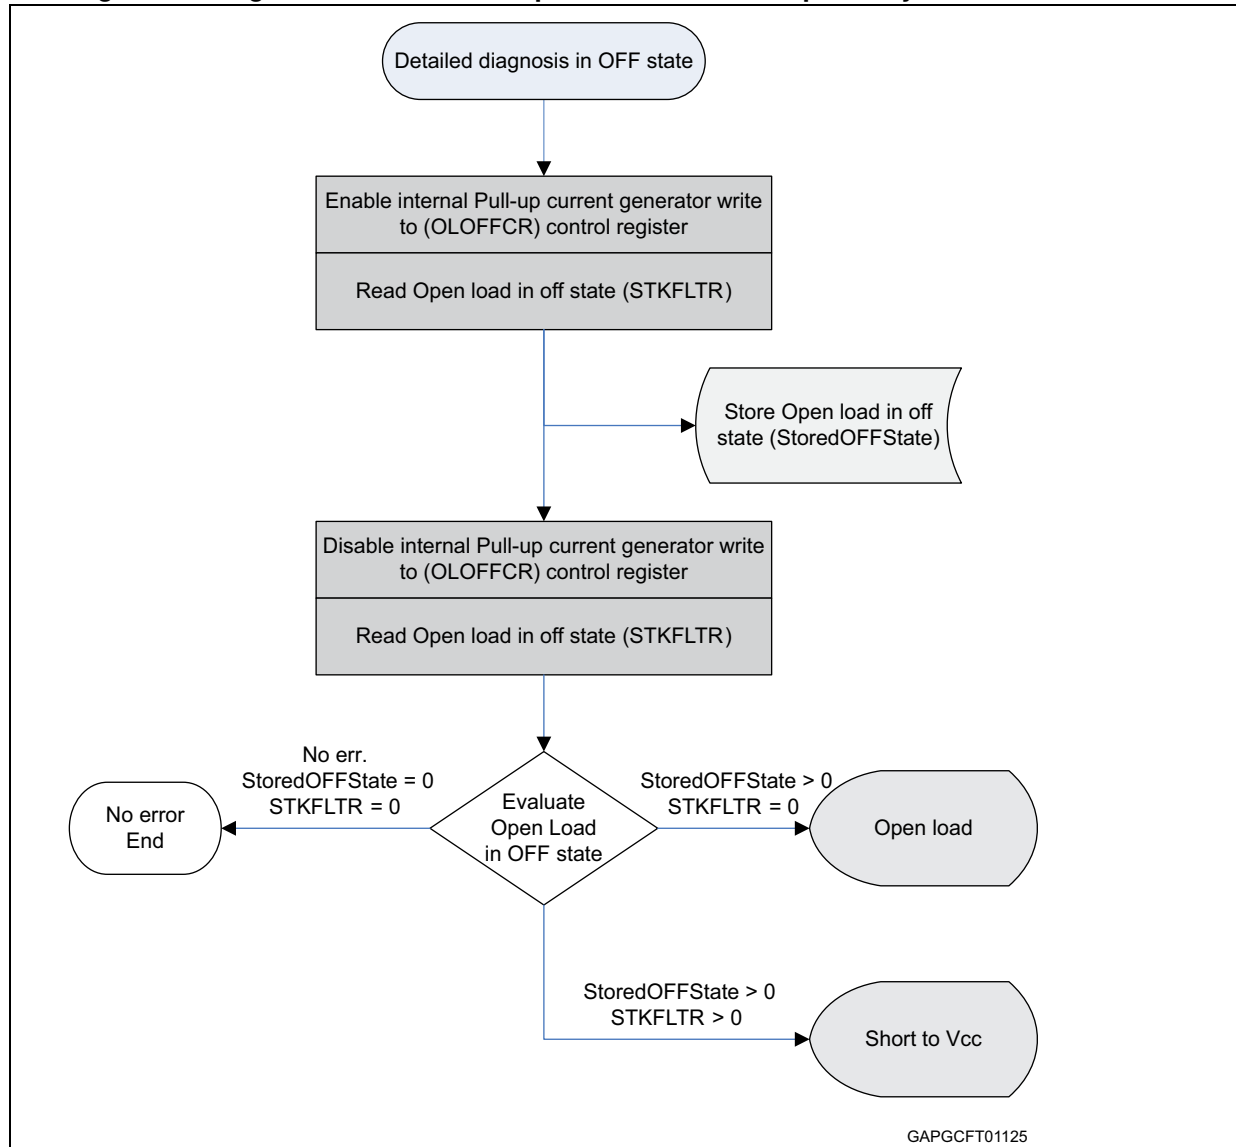 Detailed diagnosis in OFF state
Enable internal Pull-up current generator write
to (OLOFFCR) control register
Read Open load in off state (STKFLTR)
Store Open load in off
state (StoredOFFState)
Disable internal Pull-up current generator write
to (OLOFFCR) control register
Read Open load in off state (STKFLTR)
No err.
StoredOFFState = 0
STKFLTR = 0
StoredOFFState > 0
STKFLTR = 0
No error
End
Evaluate
Open Load
in OFF state
Open load
StoredOFFState > 0
STKFLTR > 0
Short to Vcc
GAPGCFT01125